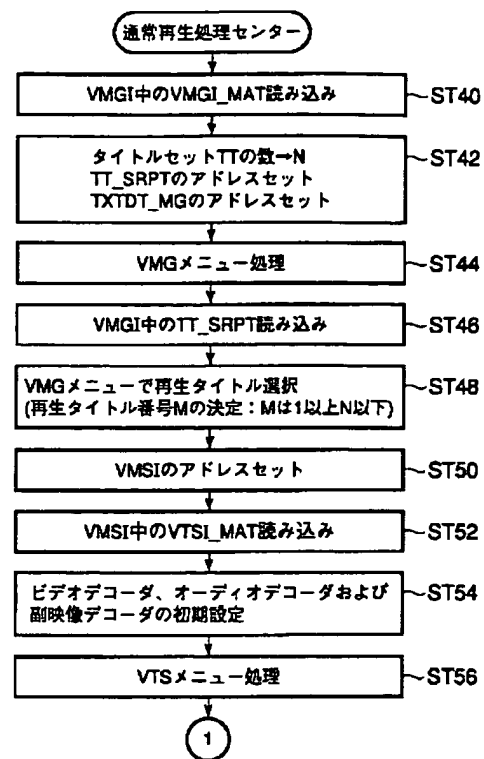 通常再生処理センター
VMGI中のVMGI_MAT読み込み
ST40
タイトルセットTTの数→N
TT_SRPTのアドレスセット
TXTDT_MGのアドレスセット
ST42
VMGメニュー処理
ST44
VMGI中のTT_SRPT読み込み
ST46
VMGメニューで再生タイトル選択
(再生タイトル番号Mの決定：Mは1以上N以下)
ST48
VMSIのアドレスセット
ST50
VMSI中のVTSI_MAT読み込み
ST52
ビデオデコーダ、オーディオデコーダおよび
副映像デコーダの初期設定
ST54
VTSメニュー処理
ST56
1